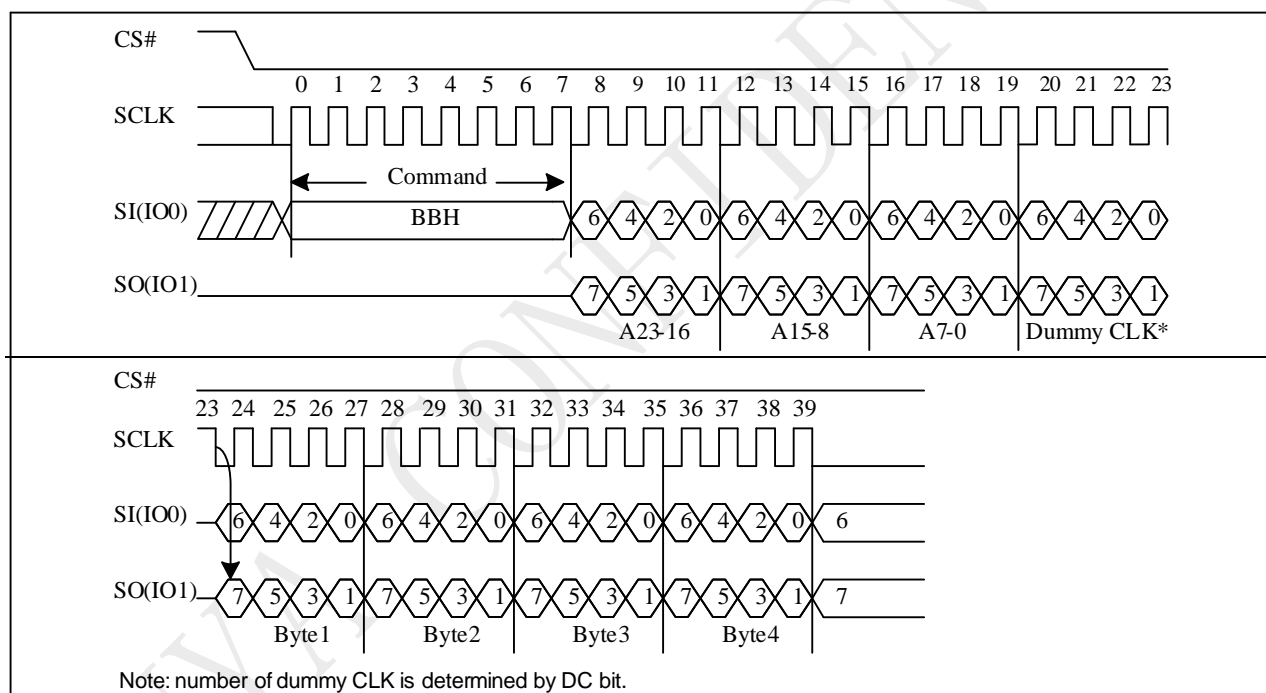 CS#
0 1 2 3 4 5 6 7 8 9 10 11 12 13 14 15 16 17 18 19 20 21 22 23
SCLK
Command
SI(IO0) BBH 6 4 2 0 6 4 2 0 6 4 2 0 6 4 2 0
SO(IO1) 7 5 3 1 7 5 3 1 7 5 3 1 7 5 3 1
A23-16 A15-8 A7-0 Dummy CLK*
CS#
23 24 25 26 27 28 29 30 31 32 33 34 35 36 37 38 39
SCLK
SI(IO0) 6 4 2 0 6 4 2 0 6 4 2 0 6 4 2 0 6
SO(IO1) 7 5 3 1 7 5 3 1 7 5 3 1 7 5 3 1 7
Byte1 Byte2 Byte3 Byte4
Note: number of dummy CLK is determined by DC bit.